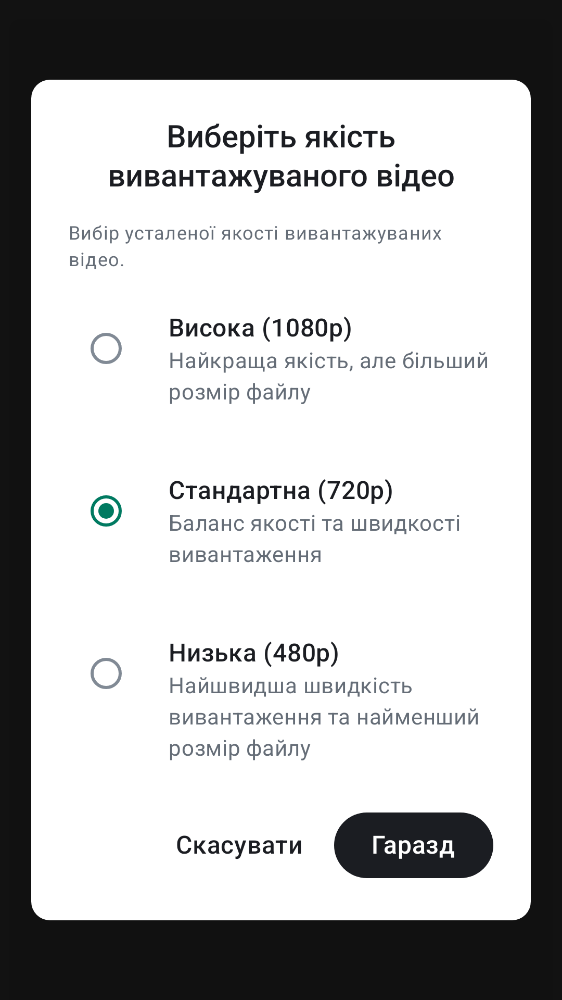 Виберіть якість
вивантажуваного відео
Вибір усталеної якості вивантажуваних
відео.
Висока (1080p)
Найкраща якість, але більший
розмір файлу
Стандартна (720p)
Баланс якості та швидкості
вивантаження
Низька (480p)
Найшвидша швидкість
вивантаження та найменший
розмір файлу
Скасувати
Гаразд